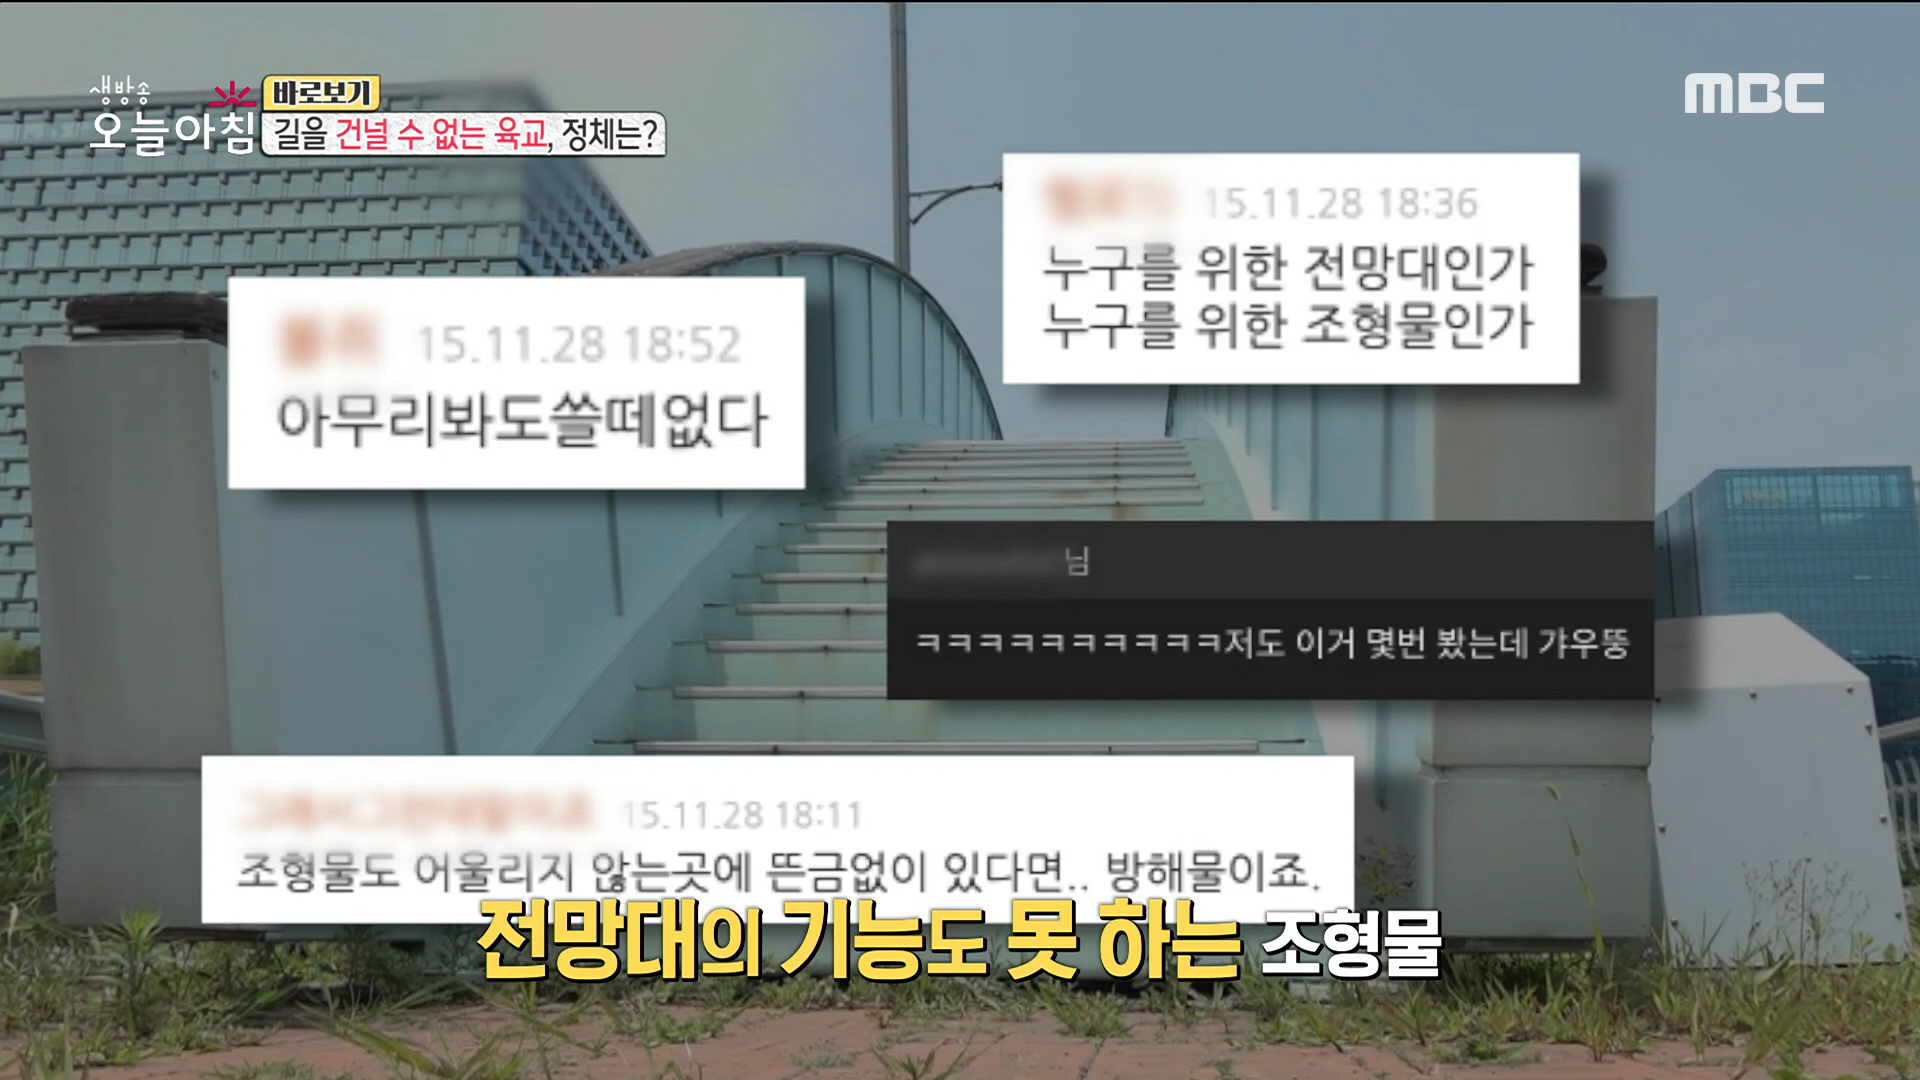 생방송
오늘아침
바로보기
길을 건널 수 없는 육교, 정체는?
MBC
15.11.28 18:36
누구를 위한 전망대인가
누구를 위한 조형물인가
15.11.28 18:52
아무리봐도쓸떼없다
님
ㅋㅋㅋㅋㅋㅋㅋㅋㅋㅋ저도 이거 몇번 봤는데 갸우뚱
15.11.28 18:11
조형물도 어울리지 않는곳에 뜬금없이 있다면.. 방해물이죠.
전망대의 기능도 못 하는 조형물